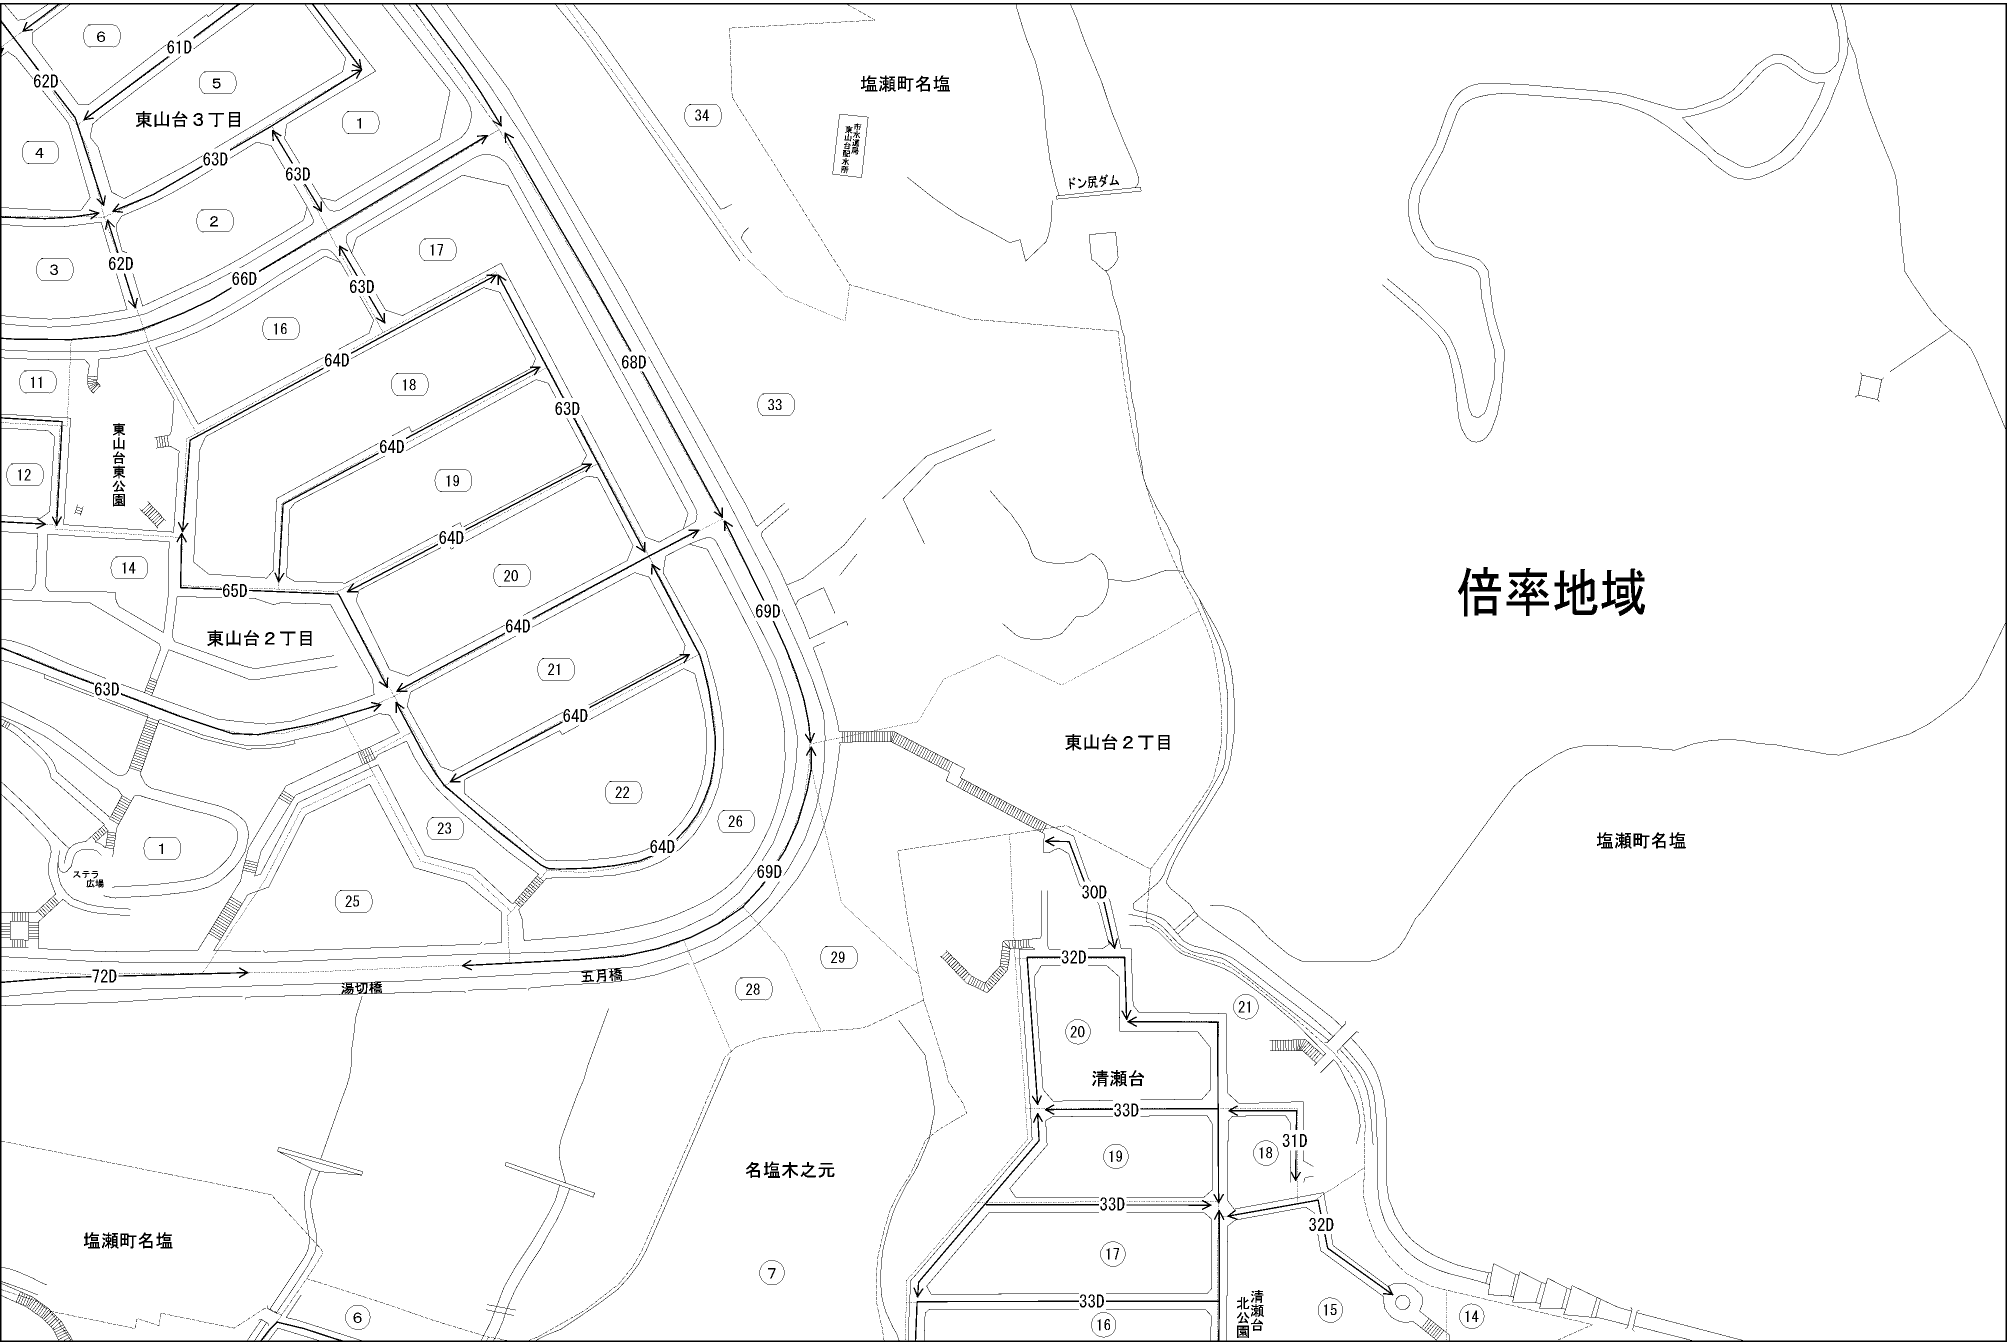 6
61D
5
62D
東山台３丁目
34
塩瀬町名塩
市水道局
東山台配水所
1
4
63D
63D
ドン尻ダム
2
17
3
62D
66D
63D
16
68D
64D
11
18
33
63D
東山台東公園
64D
12
19
64D
14
20
65D
倍率地域
69D
64D
東山台２丁目
21
63D
64D
東山台２丁目
22
26
23
1
64D
塩瀬町名塩
ステラ
広場
69D
30D
25
29
32D
72D
五月橋
湯切橋
28
21
20
清瀬台
33D
31D
19
18
名塩木之元
33D
32D
塩瀬町名塩
17
7
33D
清瀬台
北公園
15
14
6
16